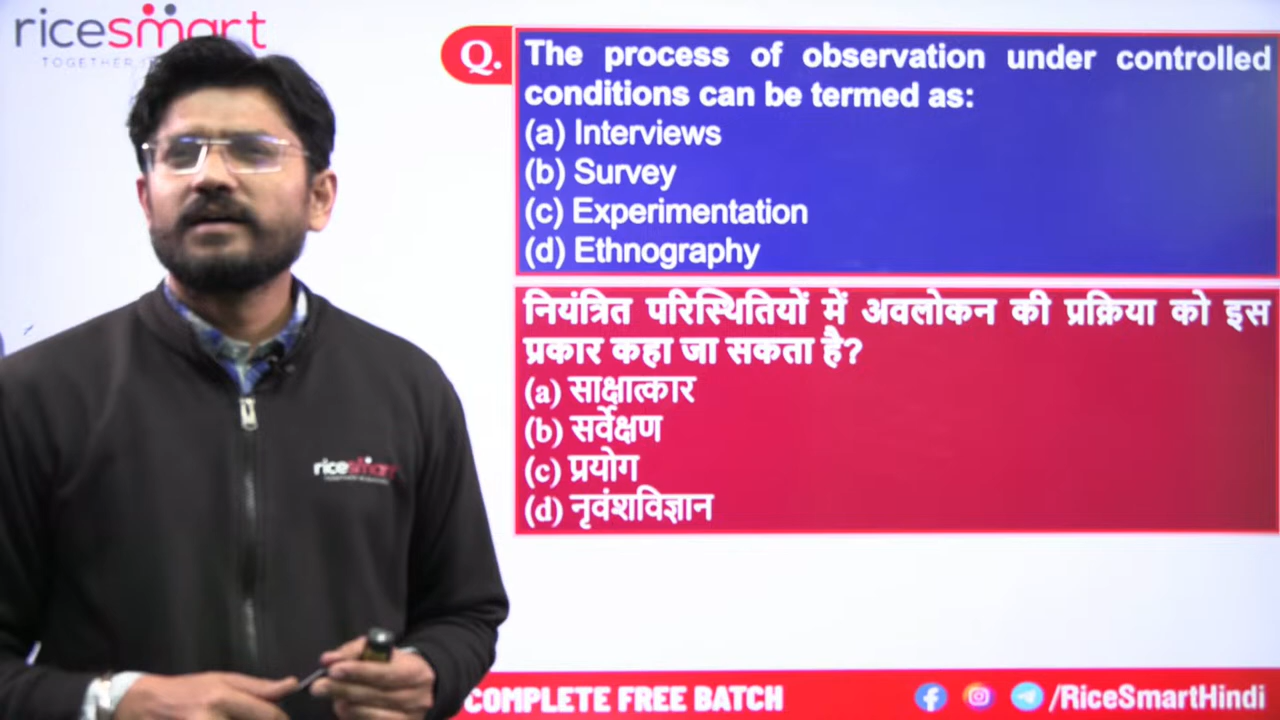 ricesmart
TOGETHER
Q.
The process of observation under controlled
conditions can be termed as:
(a) Interviews
(b) Survey
(c) Experimentation
(d) Ethnography
नियंत्रित परिस्थितियों में अवलोकन की प्रक्रिया को इस
प्रकार कहा जा सकता है?
(a) साक्षात्कार
(b) सर्वेक्षण
(c) प्रयोग
(d) नृवंशविज्ञान
ricesmart
COMPLETE FREE BATCH
/RiceSmartHindi